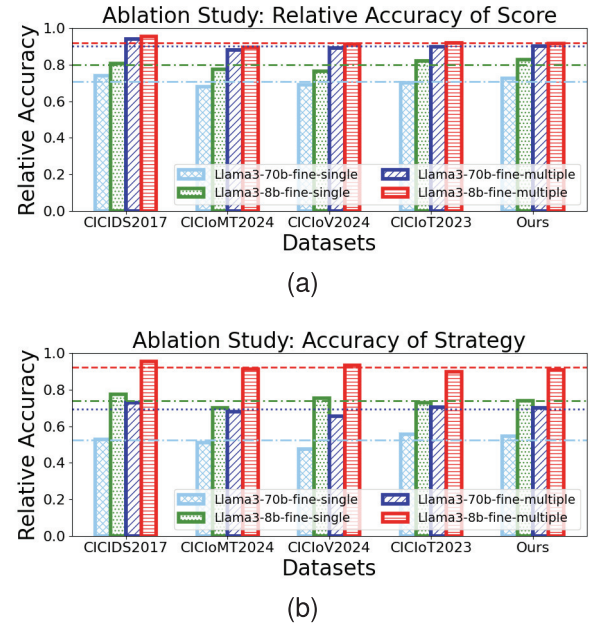 Ablation Study: Relative Accuracy of Score
Relative Accuracy
1.0
0.8
0.6
0.4
0.2
0.0
Llama3-70b-fine-single
Llama3-8b-fine-single
Llama3-70b-fine-multiple
Llama3-8b-fine-multiple
CICIDS2017 CICIoMT2024 CICIoV2024 CICIoT2023 Ours
Datasets
(a)
Ablation Study: Accuracy of Strategy
Relative Accuracy
1.0
0.8
0.6
0.4
0.2
0.0
Llama3-70b-fine-single
Llama3-8b-fine-single
Llama3-70b-fine-multiple
Llama3-8b-fine-multiple
CICIDS2017 CICIoMT2024 CICIoV2024 CICIoT2023 Ours
Datasets
(b)